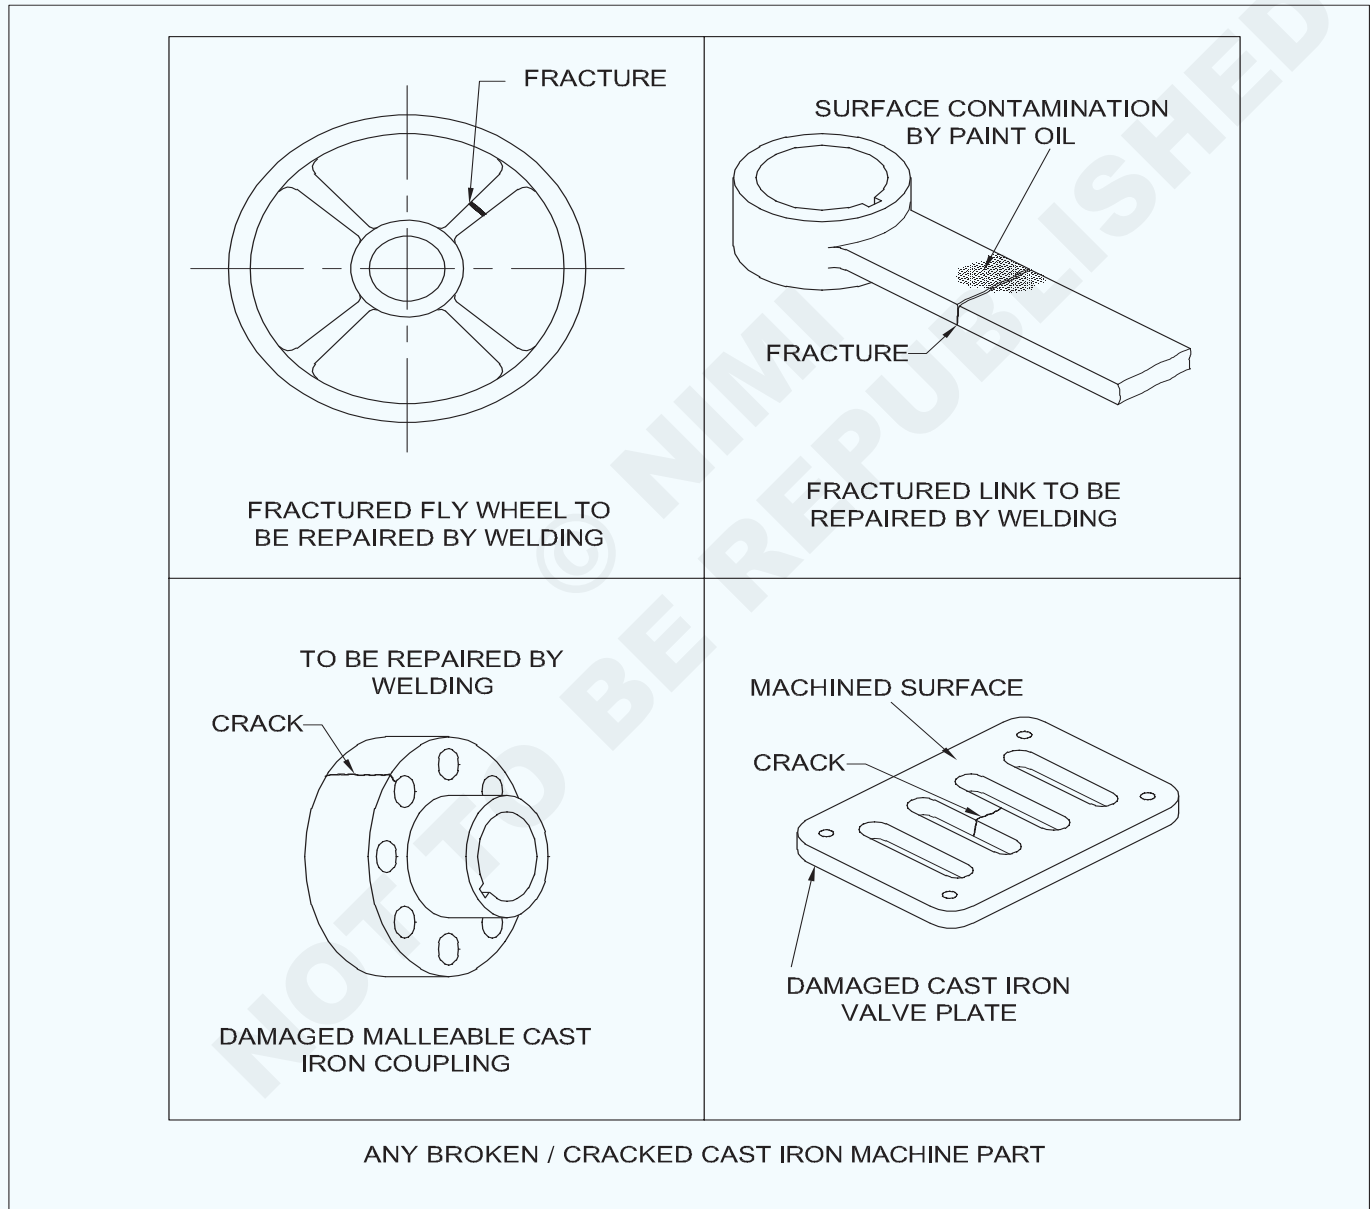 FRACTURE
FRACTURED FLY WHEEL TO
BE REPAIRED BY WELDING
SURFACE CONTAMINATION
BY PAINT OIL
FRACTURE
FRACTURED LINK TO BE
REPAIRED BY WELDING
TO BE REPAIRED BY
WELDING
CRACK
DAMAGED MALLEABLE CAST
IRON COUPLING
MACHINED SURFACE
CRACK
DAMAGED CAST IRON
VALVE PLATE
ANY BROKEN / CRACKED CAST IRON MACHINE PART
© NIMI
NOT TO BE REPUBLISHED